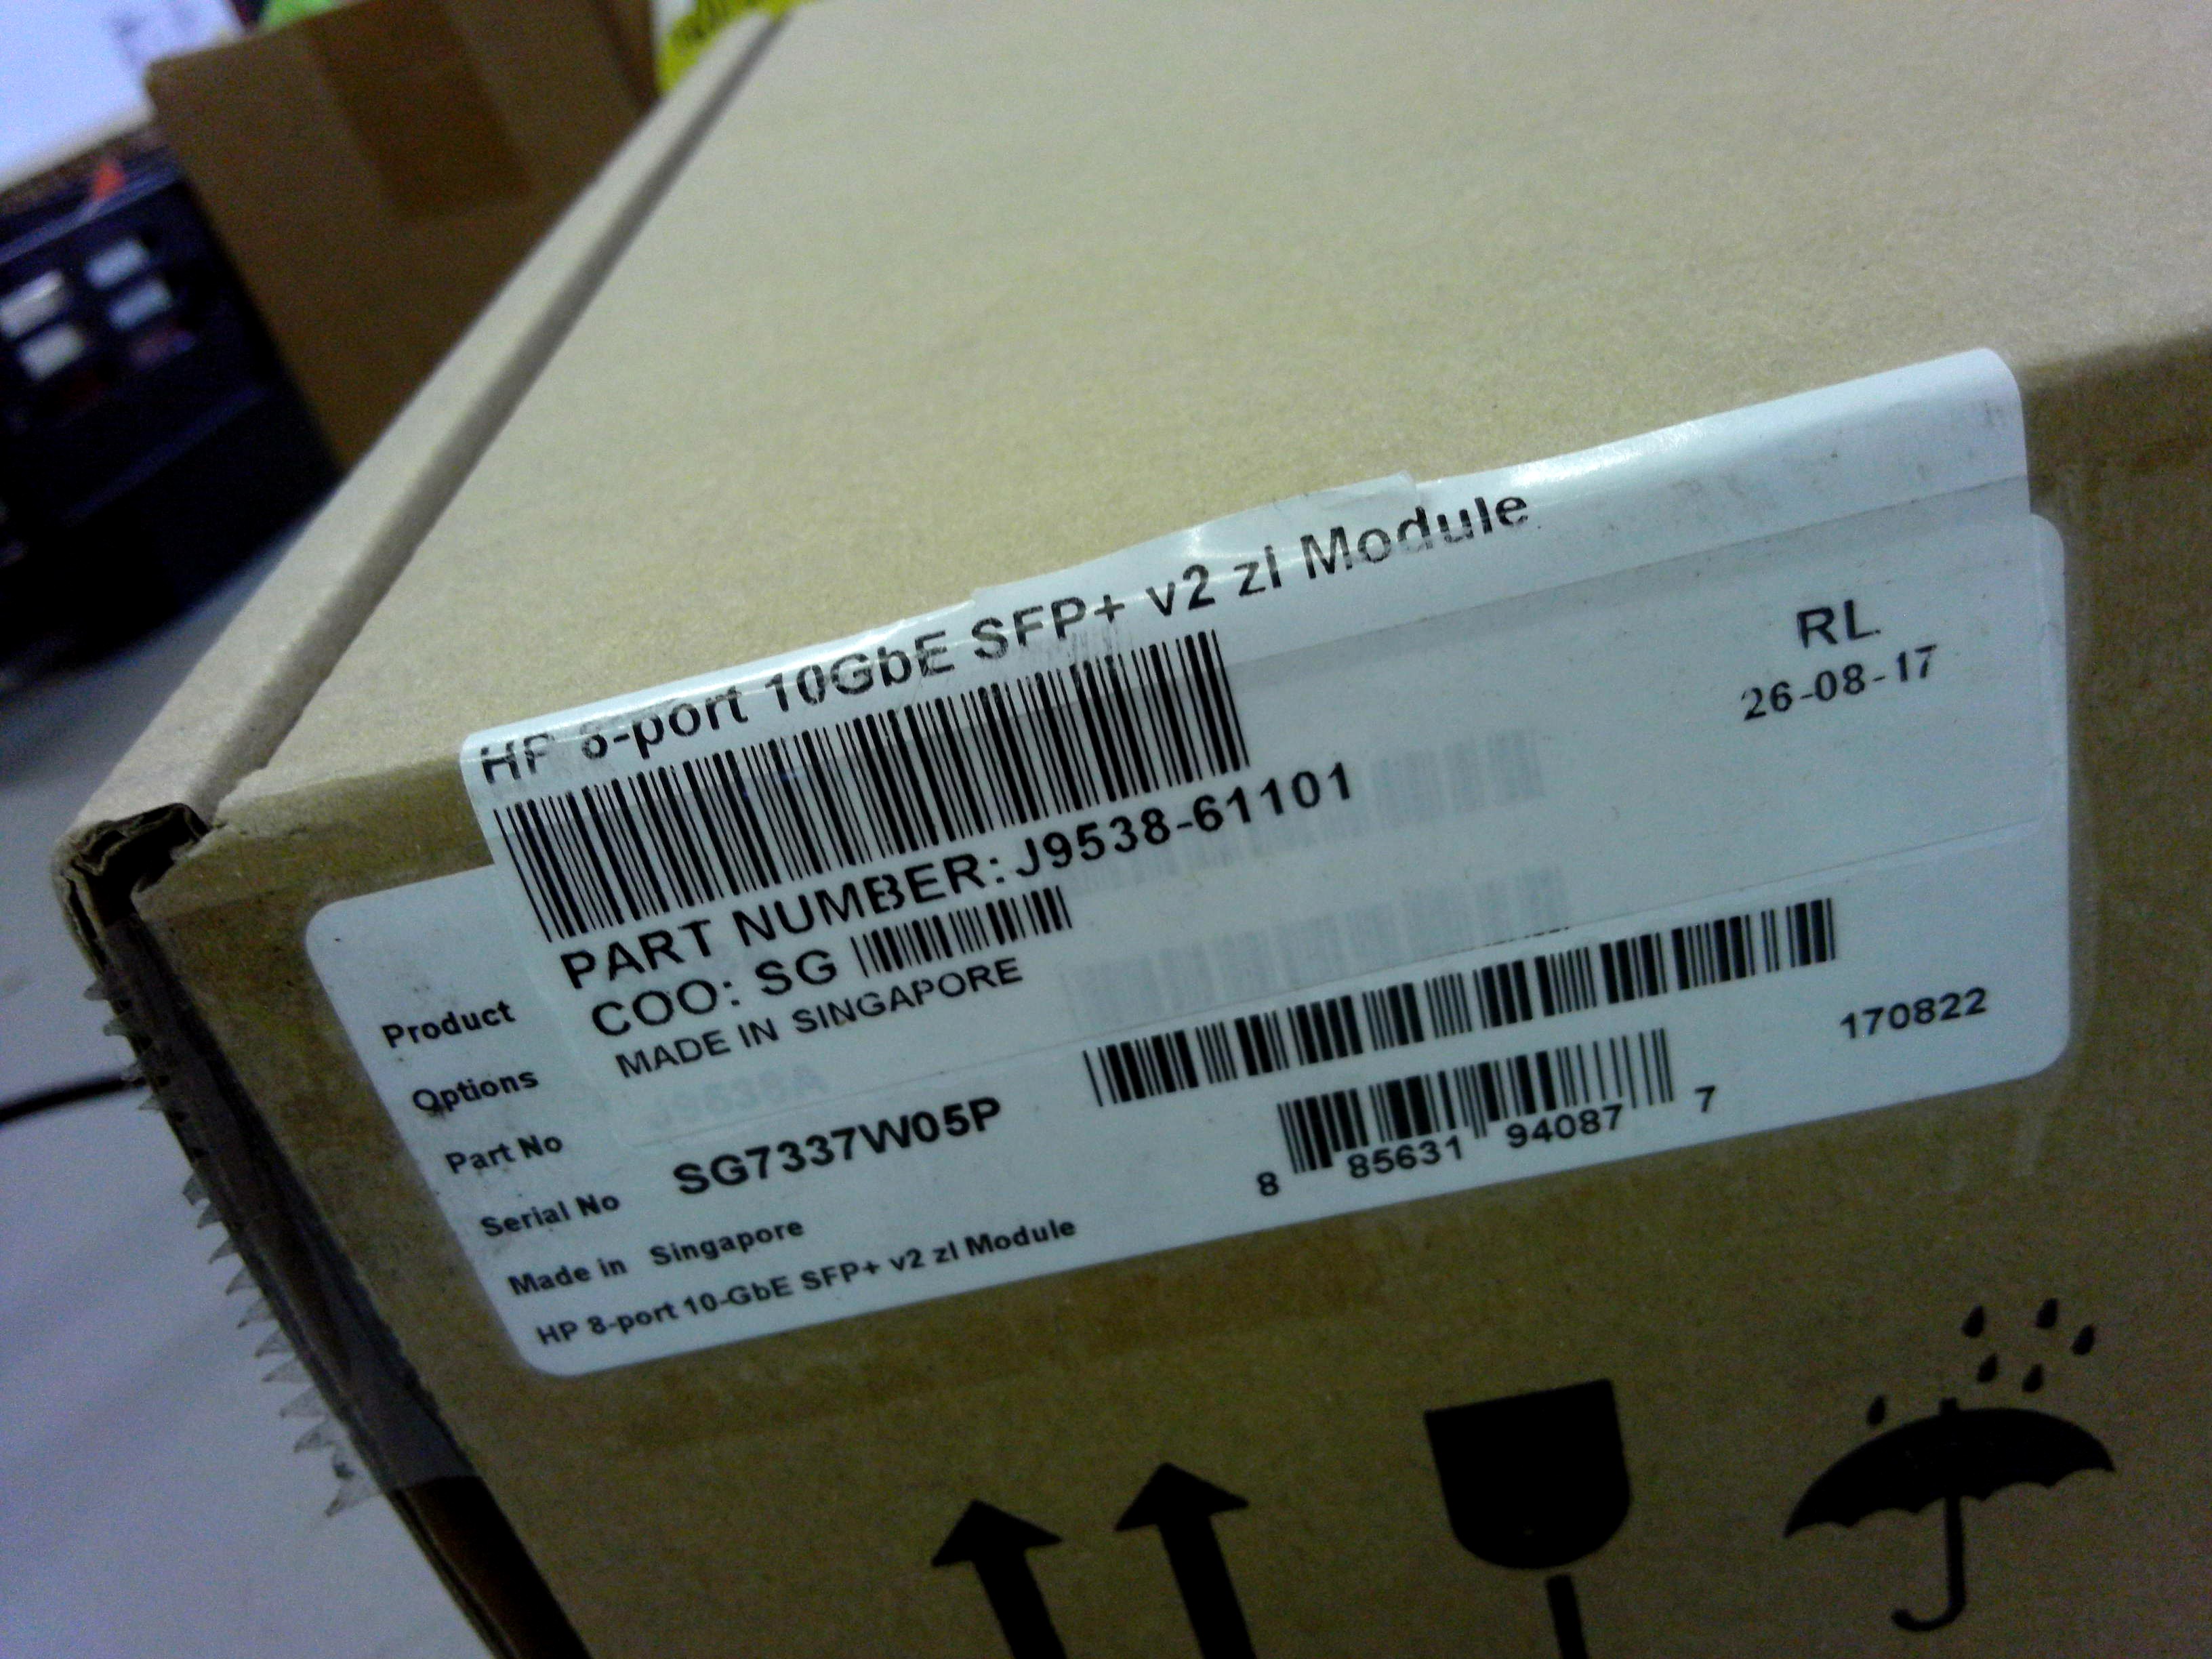 HP 8-port 10GbE SFP+ v2 zl Module
RL
26-08-17
PART NUMBER: J9538-61101
COO: SG
MADE IN SINGAPORE
Product
Options
Part No J9538A
Serial No SG7337W05P
170822
Made in Singapore
8 85631 94087 7
HP 8-port 10-GbE SFP+ v2 zl Module